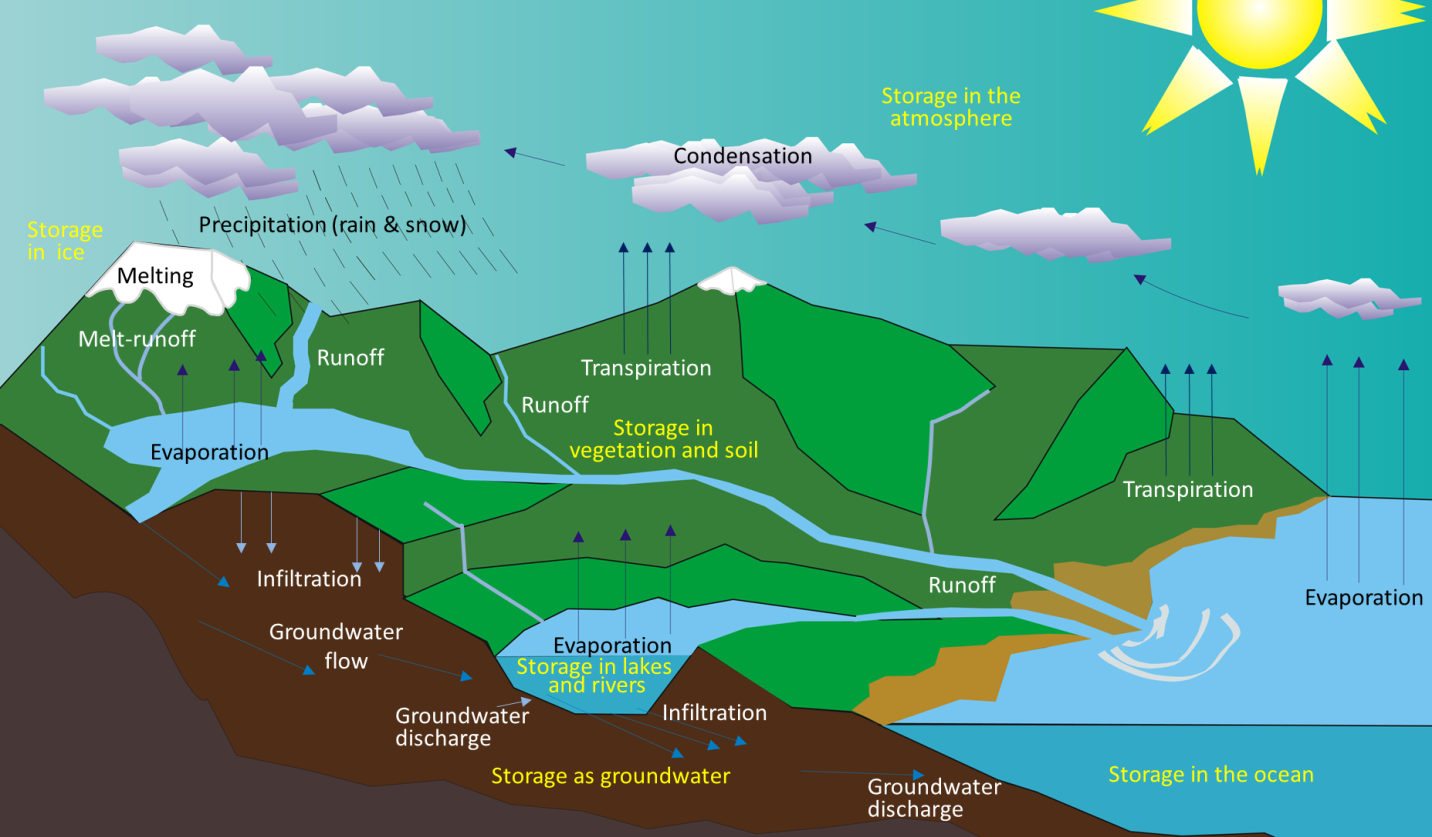 Storage in the
atmosphere
Condensation
Precipitation (rain & snow)
Storage
in  ice
Melting
Melt-runoff
Runoff
Transpiration
Runoff
Storage in
vegetation and soil
Evaporation
Transpiration
Infiltration
Runoff
Evaporation
Groundwater
flow
Evaporation
Storage in lakes
and rivers
Groundwater
discharge
Infiltration
Storage as groundwater
Storage in the ocean
Groundwater
discharge